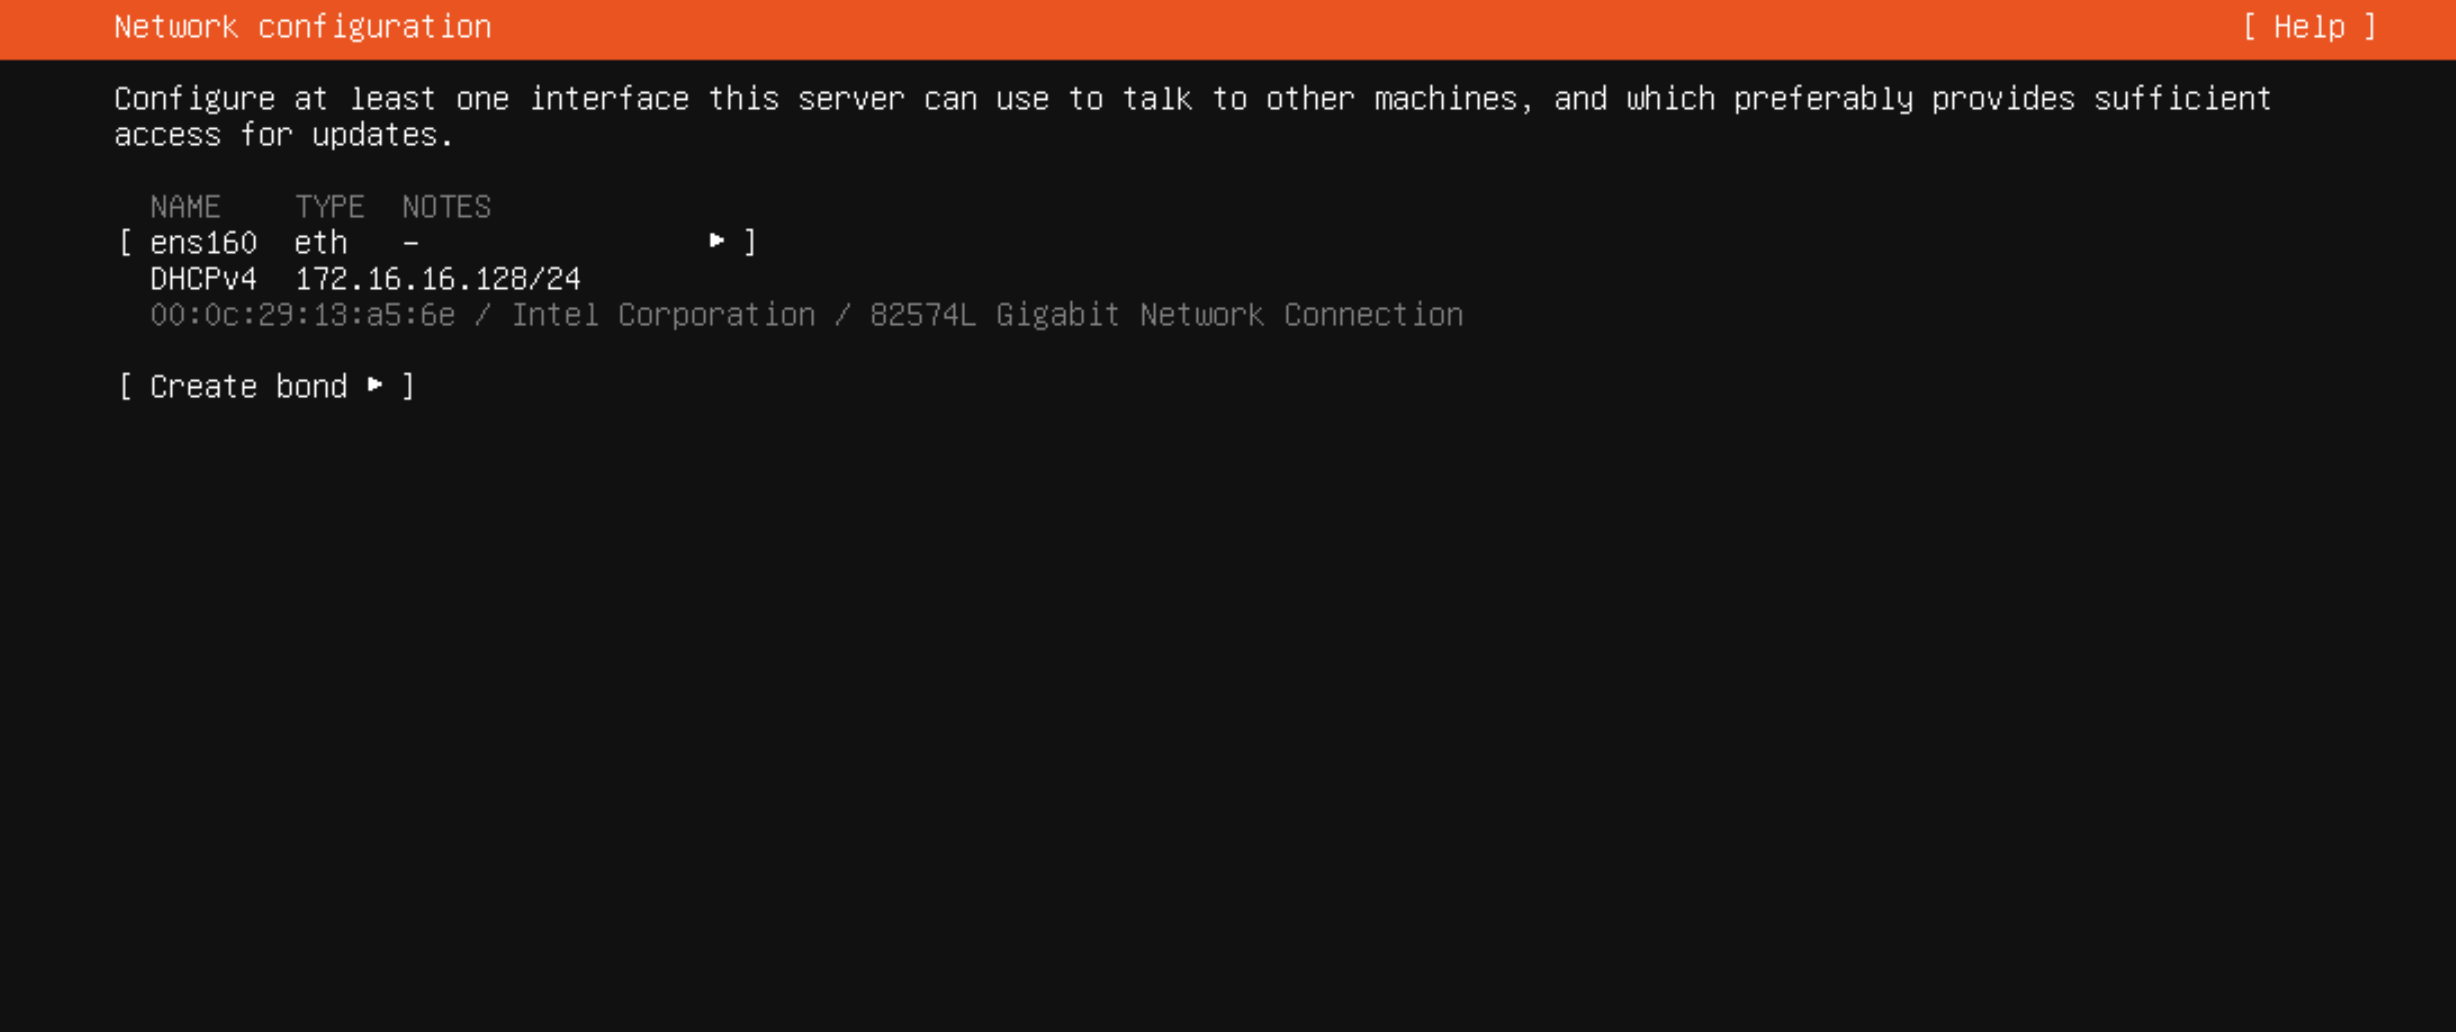 Network configuration [ Help ]
Configure at least one interface this server can use to talk to other machines, and which preferably provides sufficient
access for updates.
NAME TYPE NOTES
[ ens160 eth - ▸ ]
DHCPv4 172.16.16.128/24
00:0c:29:13:a5:6e / Intel Corporation / 82574L Gigabit Network Connection
[ Create bond ▸ ]